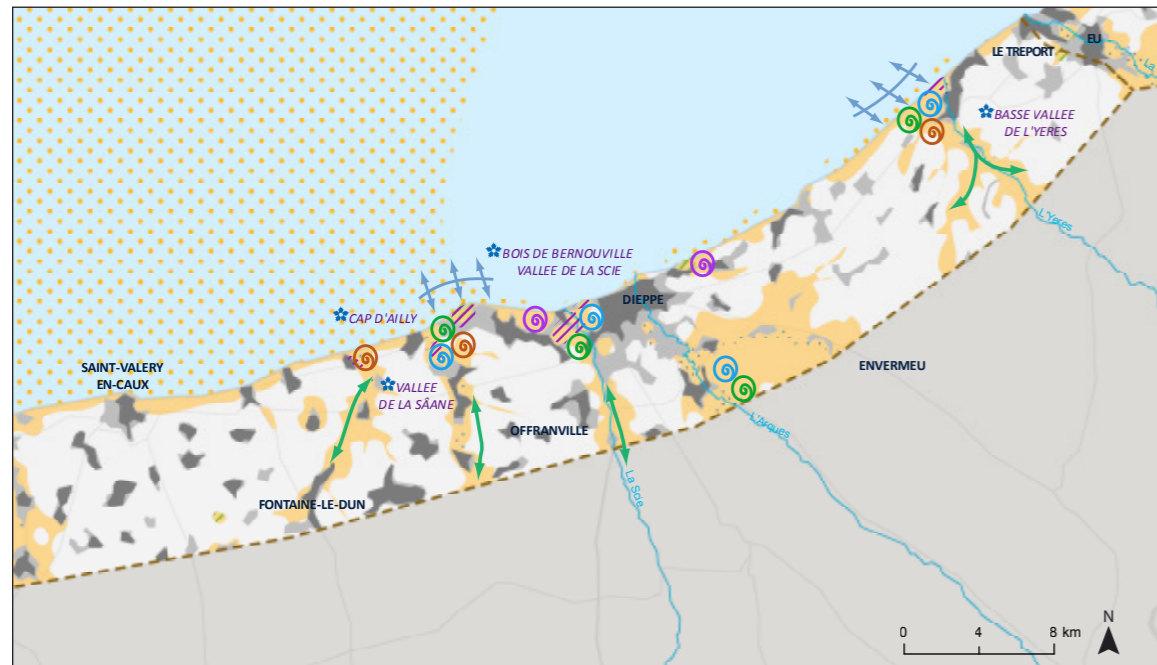 EU
LE TREPORT
La
BASSE VALLEE
DE L'YERES
L'Yeres
BOIS DE BERNOUVILLE
VALLEE DE LA SCIE
DIEPPE
CAP D'AILLY
SAINT-VALERY
EN-CAUX
ENVERMEU
VALLEE
DE LA SÂANE
OFFRANVILLE
L'Arques
La Scie
FONTAINE-LE-DUN
N
0 4 8 km